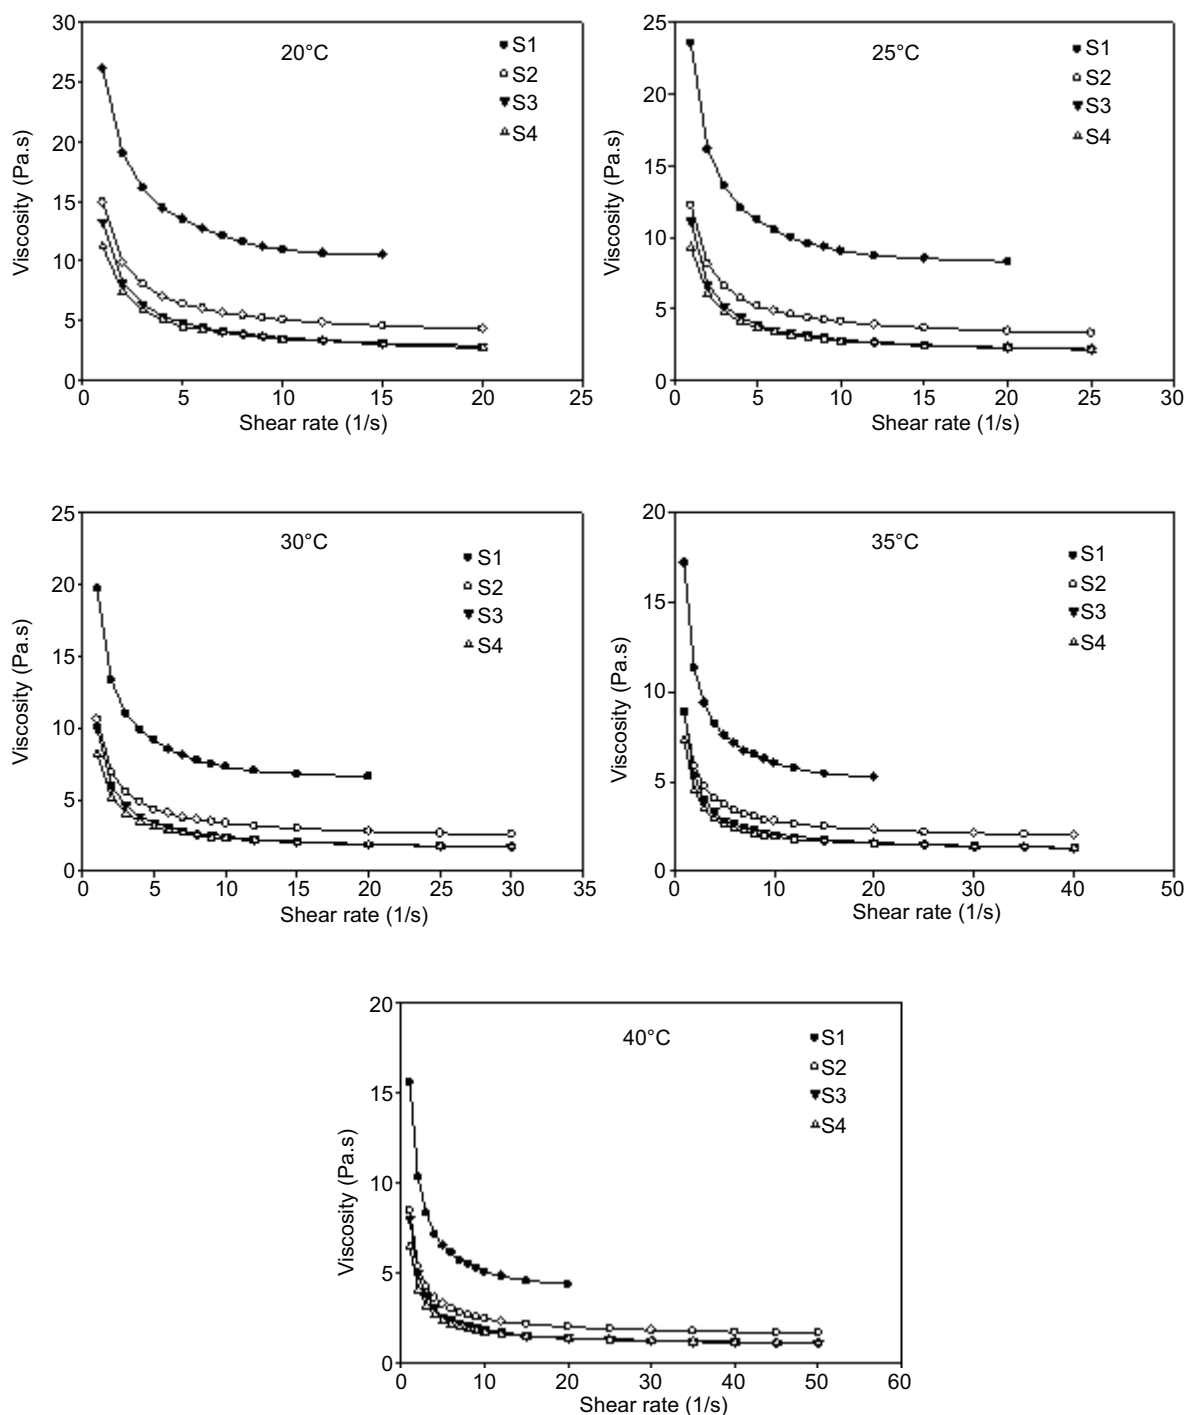 20°C
S1
S2
S3
S4
Viscosity (Pa.s)
30
25
20
15
10
5
0
0 5 10 15 20 25
Shear rate (1/s)
25°C
S1
S2
S3
S4
Viscosity (Pa.s)
25
20
15
10
5
0
0 5 10 15 20 25 30
Shear rate (1/s)
30°C
S1
S2
S3
S4
Viscosity (Pa.s)
25
20
15
10
5
0
0 5 10 15 20 25 30 35
Shear rate (1/s)
35°C
S1
S2
S3
S4
Viscosity (Pa.s)
20
15
10
5
0
0 10 20 30 40 50
Shear rate (1/s)
40°C
S1
S2
S3
S4
Viscosity (Pa.s)
20
15
10
5
0
0 10 20 30 40 50 60
Shear rate (1/s)